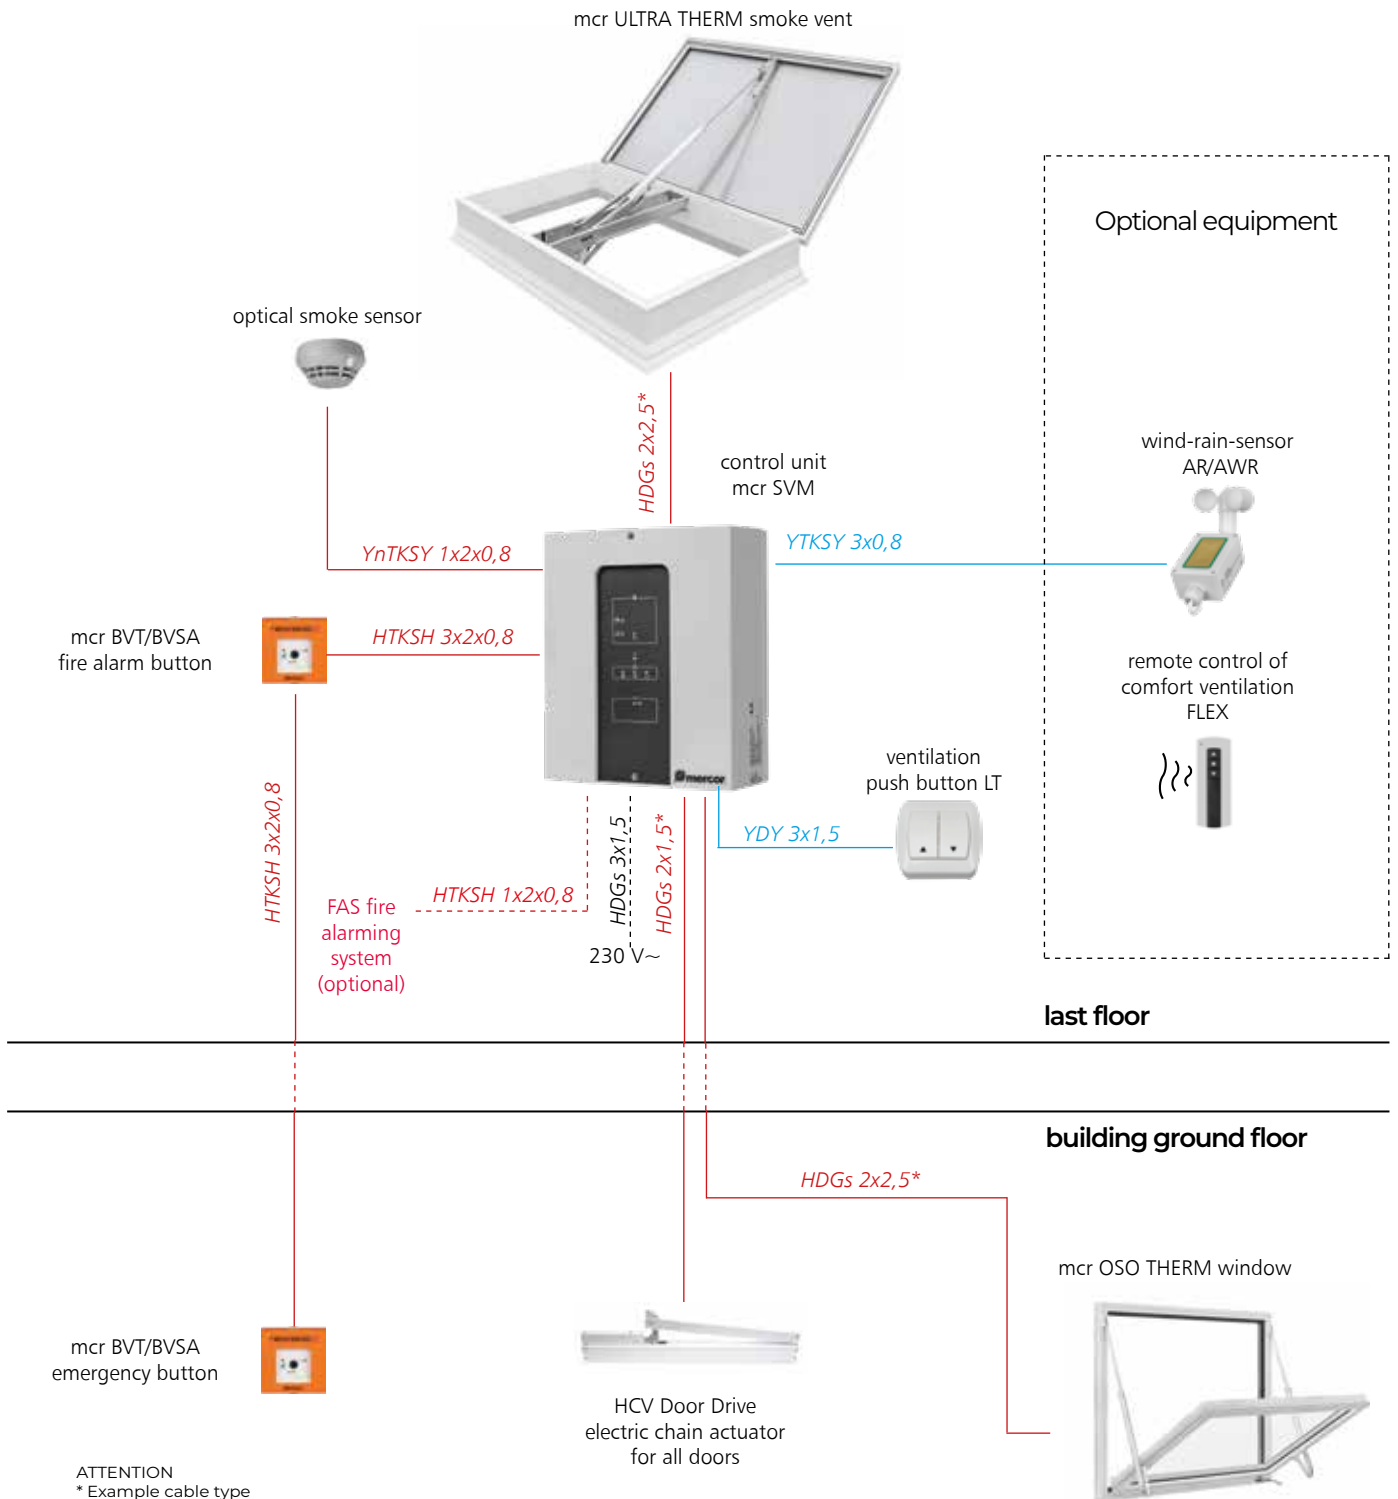 mcr ULTRA THERM smoke vent
Optional equipment
optical smoke sensor
HDGs 2x2,5*
wind-rain-sensor
AR/AWR
control unit
mcr SVM
YnTKSY 1x2x0,8
YTKSY 3x0,8
mcr BVT/BVSA
fire alarm button
HTKSH 3x2x0,8
remote control of
comfort ventilation
FLEX
mercor
ventilation
push button LT
YDY 3x1,5
HTKSH 3x2x0,8
HTKSH 1x2x0,8
HDGs 3x1,5
HDGs 2x1,5*
FAS fire
alarming
system
(optional)
230 V~
last floor
building ground floor
HDGs 2x2,5*
mcr OSO THERM window
mcr BVT/BVSA
emergency button
HCV Door Drive
electric chain actuator
for all doors
ATTENTION
* Example cable type